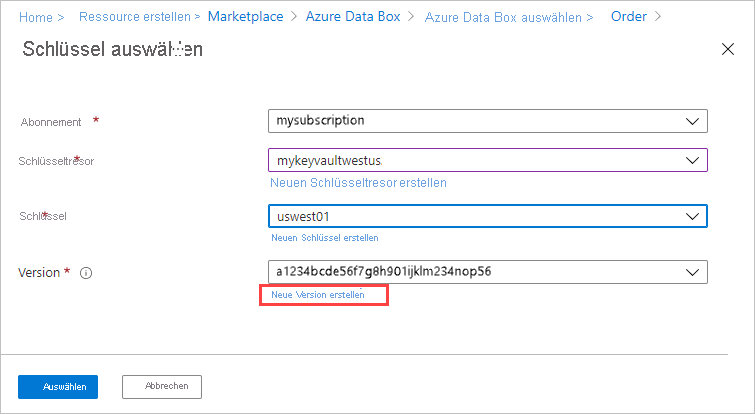 Home > Ressource erstellen > Marketplace > Azure Data Box > Azure Data Box auswählen > Order >
Schlüssel auswählen
Abonnement * mysubscription
Schlüsseltresor * mykeyvaultwestus
Neuen Schlüsseltresor erstellen
Schlüssel * uswest01
Neuen Schlüssel erstellen
Version * a1234bcde56f7g8h901ijklm234nop56
Neue Version erstellen
Auswählen Abbrechen